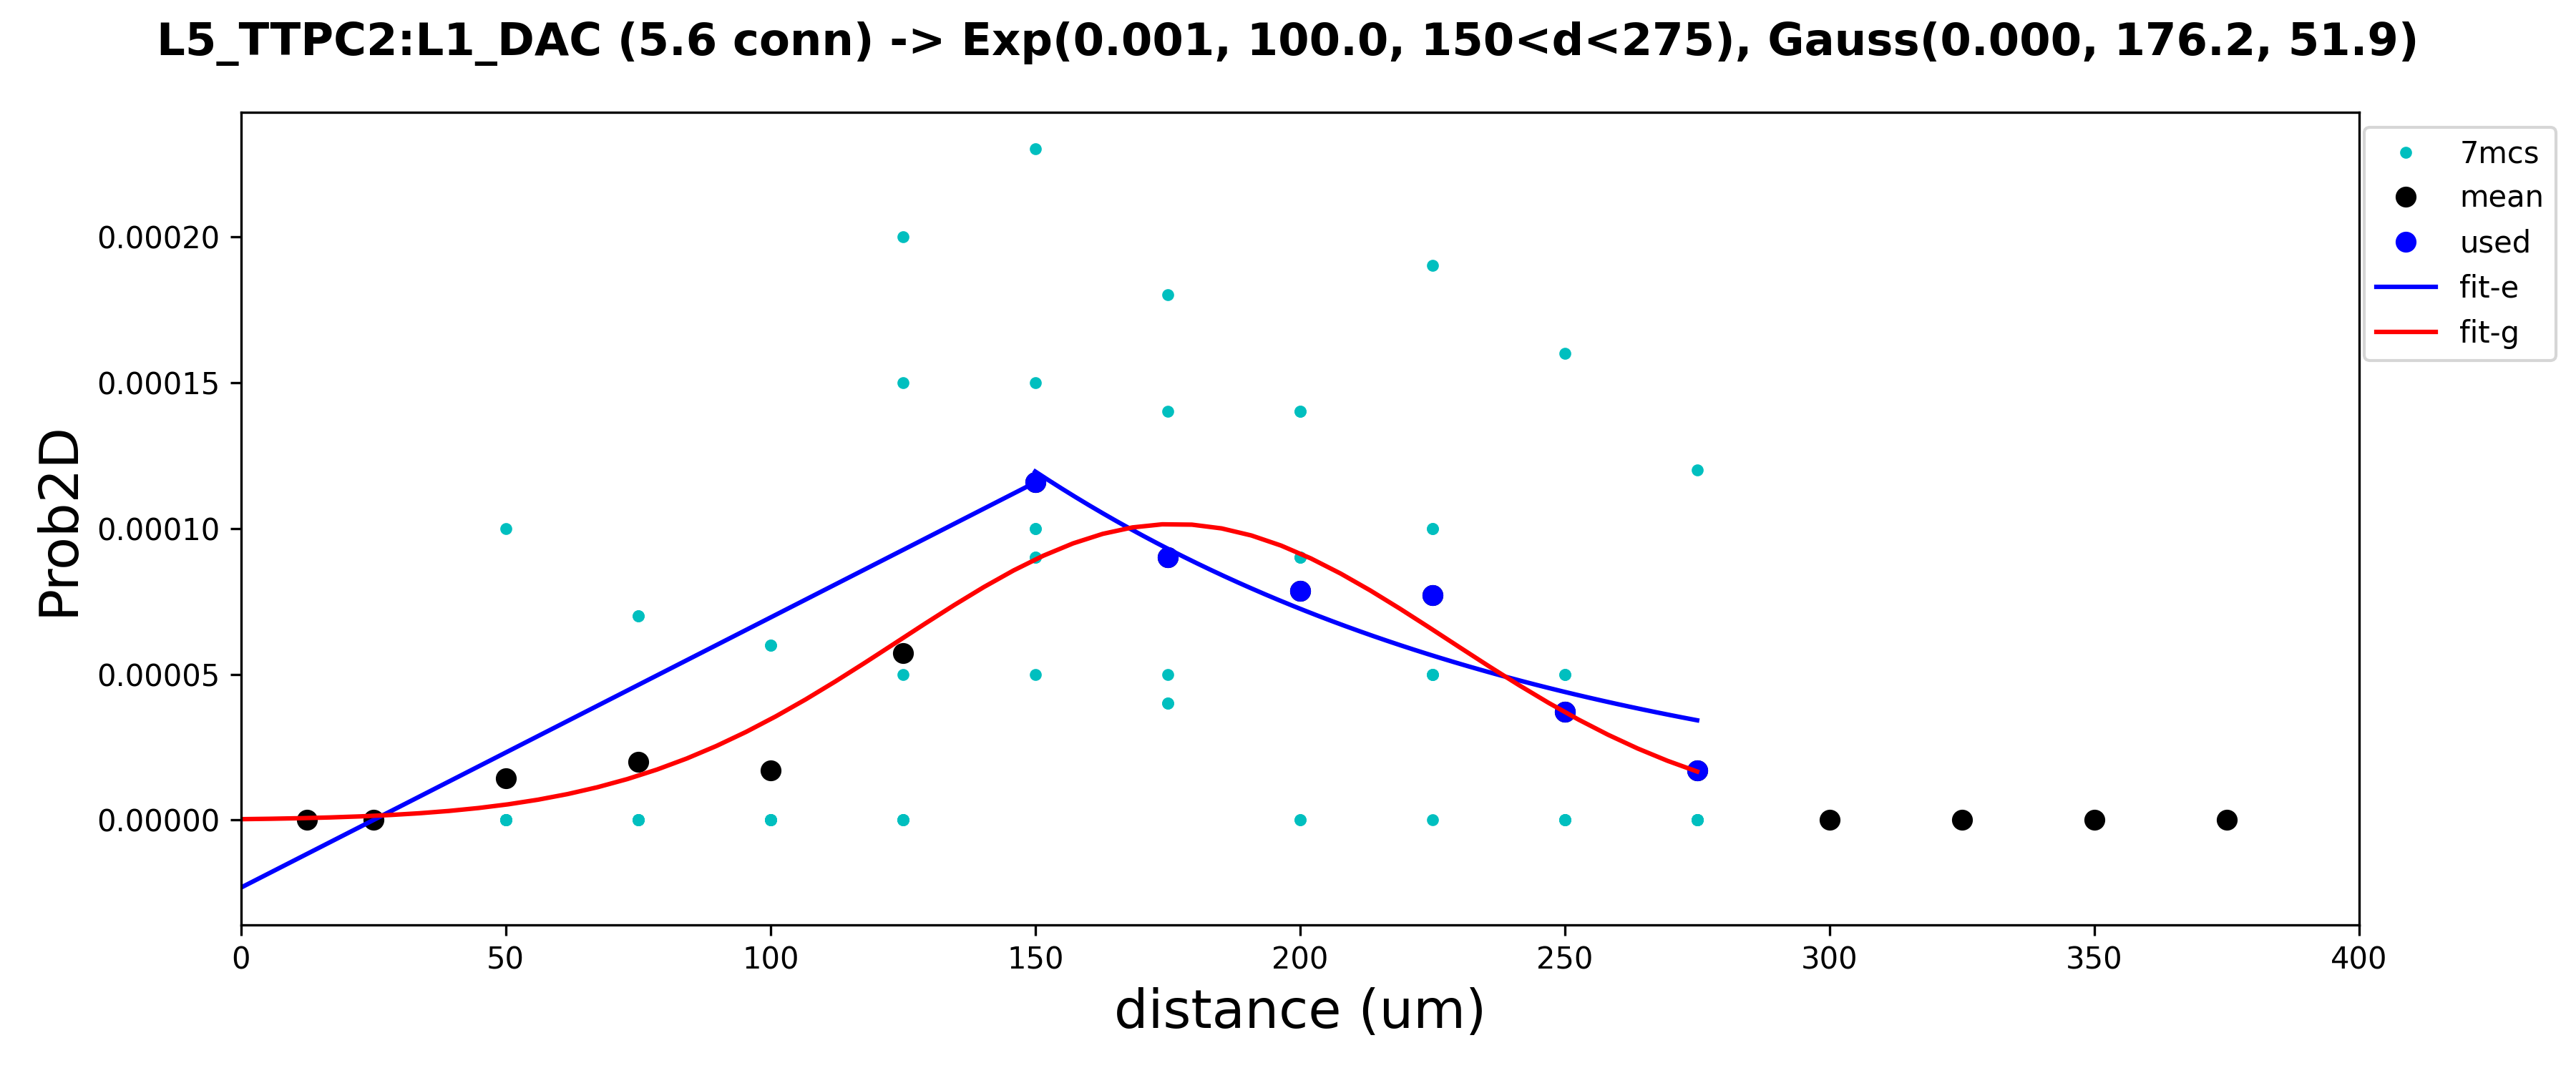 L5_TTPC2:L1_DAC (5.6 conn) -> Exp(0.001, 100.0, 150<d<275), Gauss(0.000, 176.2, 51.9)
7mcs
mean
used
fit-e
fit-g
Prob2D
0.00020
0.00015
0.00010
0.00005
0.00000
0 50 100 150 200 250 300 350 400
distance (um)